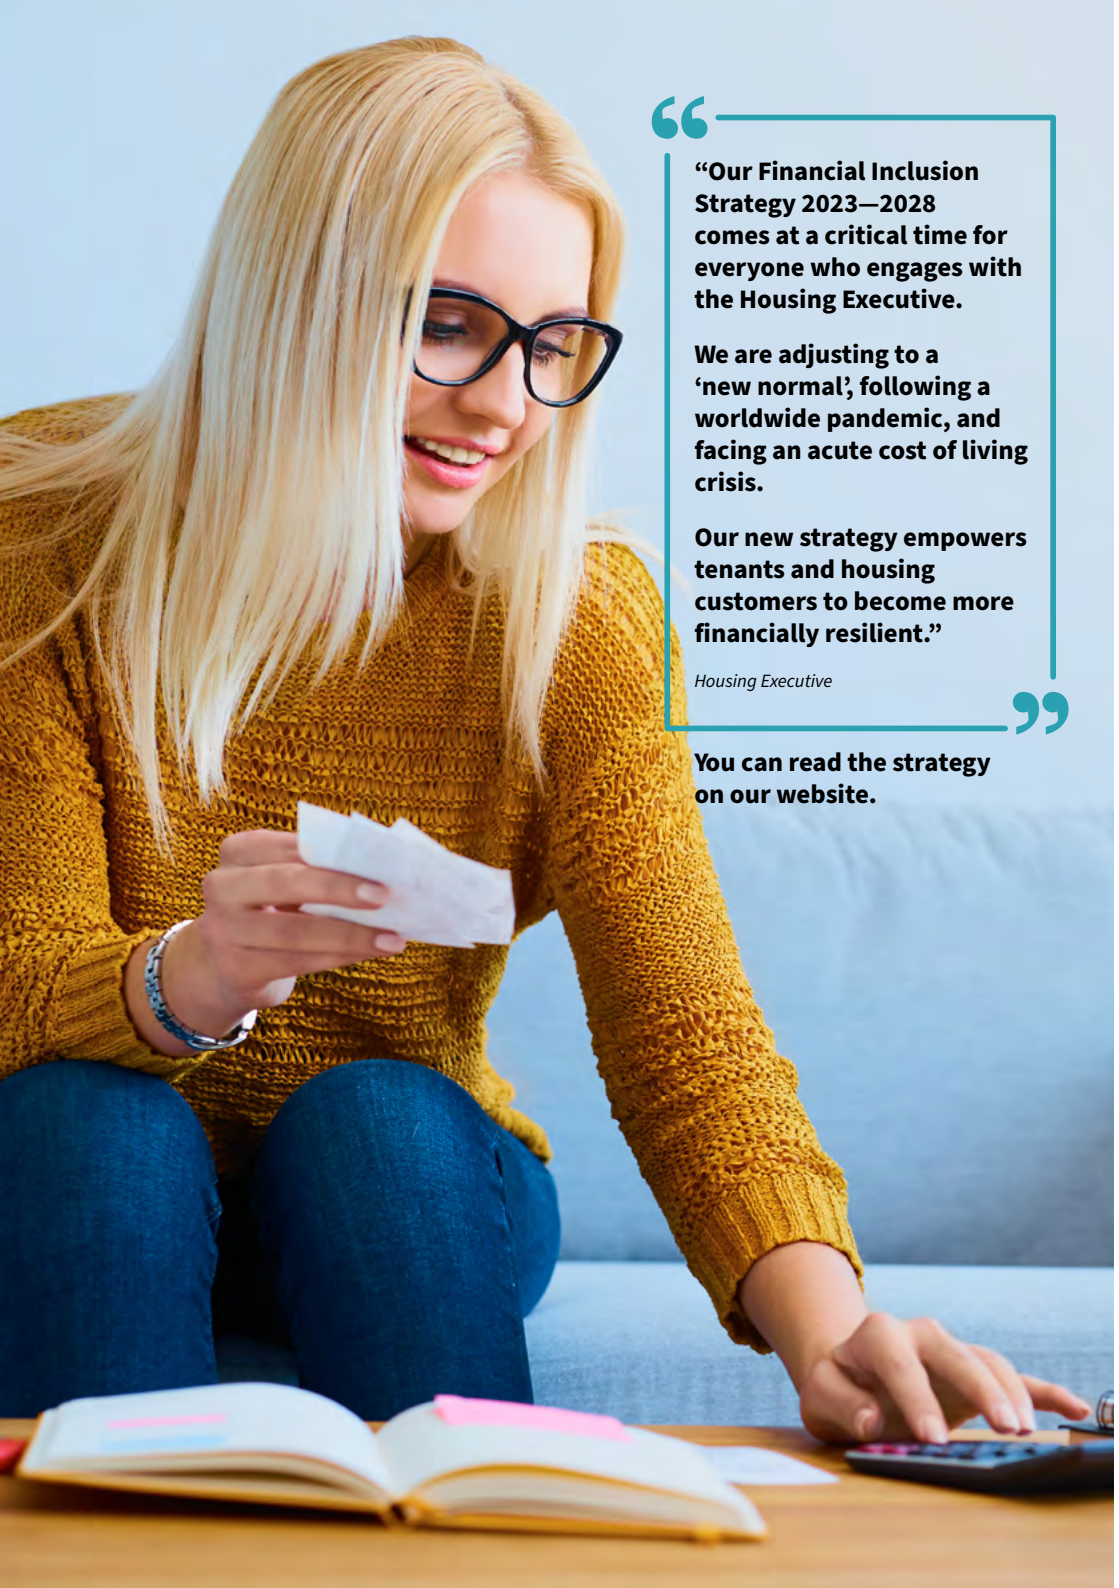 “Our Financial Inclusion
Strategy 2023—2028
comes at a critical time for
everyone who engages with
the Housing Executive.
We are adjusting to a
‘new normal’, following a
worldwide pandemic, and
facing an acute cost of living
crisis.
Our new strategy empowers
tenants and housing
customers to become more
financially resilient.”
Housing Executive
You can read the strategy
on our website.